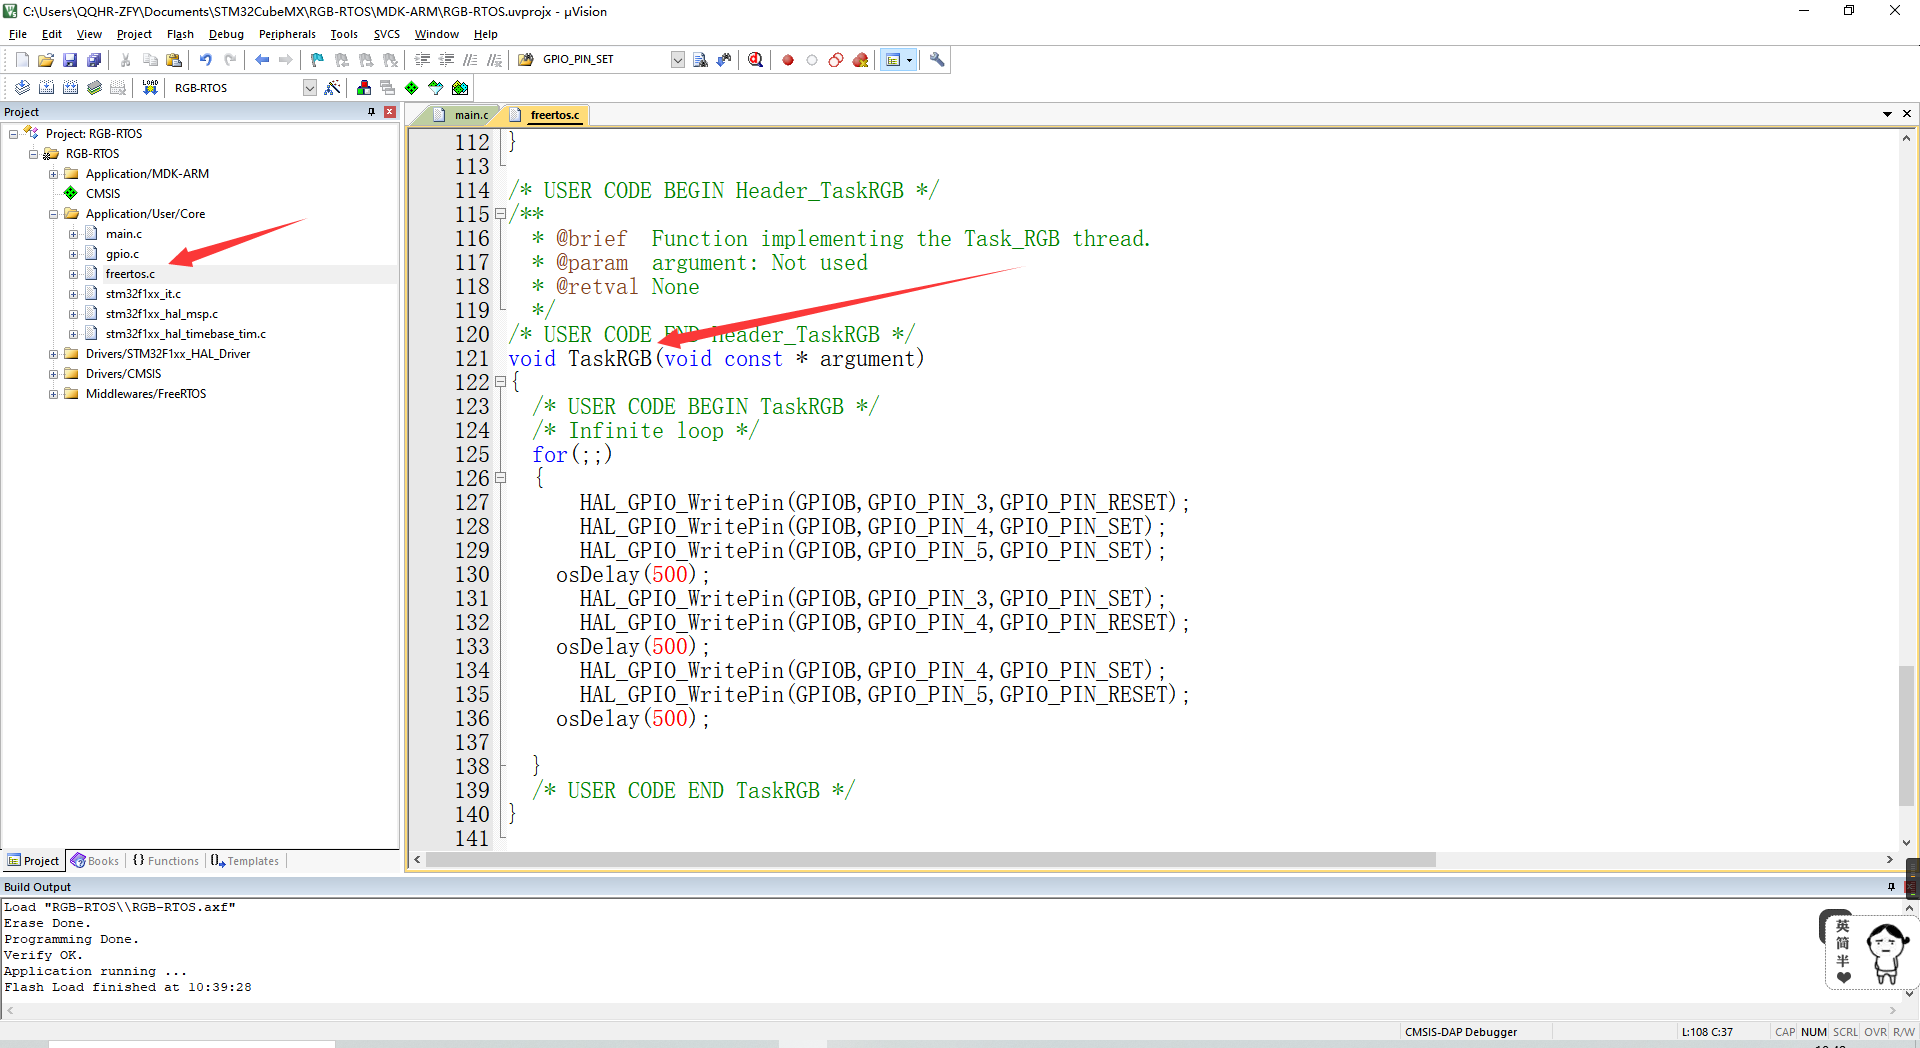 C:\Users\QQHR-ZFY\Documents\STM32CubeMX\RGB-RTOS\MDK-ARM\RGB-RTOS.uvprojx - µVision
File Edit View Project Flash Debug Peripherals Tools SVCS Window Help
GPIO_PIN_SET
LOAD RGB-RTOS
Project
main.c freertos.c
Project: RGB-RTOS
RGB-RTOS
Application/MDK-ARM
CMSIS
Application/User/Core
main.c
gpio.c
freertos.c
stm32f1xx_it.c
stm32f1xx_hal_msp.c
stm32f1xx_hal_timebase_tim.c
Drivers/STM32F1xx_HAL_Driver
Drivers/CMSIS
Middlewares/FreeRTOS
112 }
113
114 /* USER CODE BEGIN Header_TaskRGB */
115 /**
116 * @brief  Function implementing the Task_RGB thread.
117 * @param  argument: Not used
118 * @retval None
119 */
120 /* USER CODE END Header_TaskRGB */
121 void TaskRGB(void const * argument)
122 {
123 /* USER CODE BEGIN TaskRGB */
124 /* Infinite loop */
125 for(;;)
126 {
127 HAL_GPIO_WritePin(GPIOB,GPIO_PIN_3,GPIO_PIN_RESET);
128 HAL_GPIO_WritePin(GPIOB,GPIO_PIN_4,GPIO_PIN_SET);
129 HAL_GPIO_WritePin(GPIOB,GPIO_PIN_5,GPIO_PIN_SET);
130 osDelay(500);
131 HAL_GPIO_WritePin(GPIOB,GPIO_PIN_3,GPIO_PIN_SET);
132 HAL_GPIO_WritePin(GPIOB,GPIO_PIN_4,GPIO_PIN_RESET);
133 osDelay(500);
134 HAL_GPIO_WritePin(GPIOB,GPIO_PIN_4,GPIO_PIN_SET);
135 HAL_GPIO_WritePin(GPIOB,GPIO_PIN_5,GPIO_PIN_RESET);
136 osDelay(500);
137
138 }
139 /* USER CODE END TaskRGB */
140 }
141
Project Books {} Functions Templates
Build Output
Load "RGB-RTOS\\RGB-RTOS.axf"
Erase Done.
Programming Done.
Verify OK.
Application running ...
Flash Load finished at 10:39:28
英
简
半
CMSIS-DAP Debugger L:108 C:37 CAP NUM SCRL OVR R/W